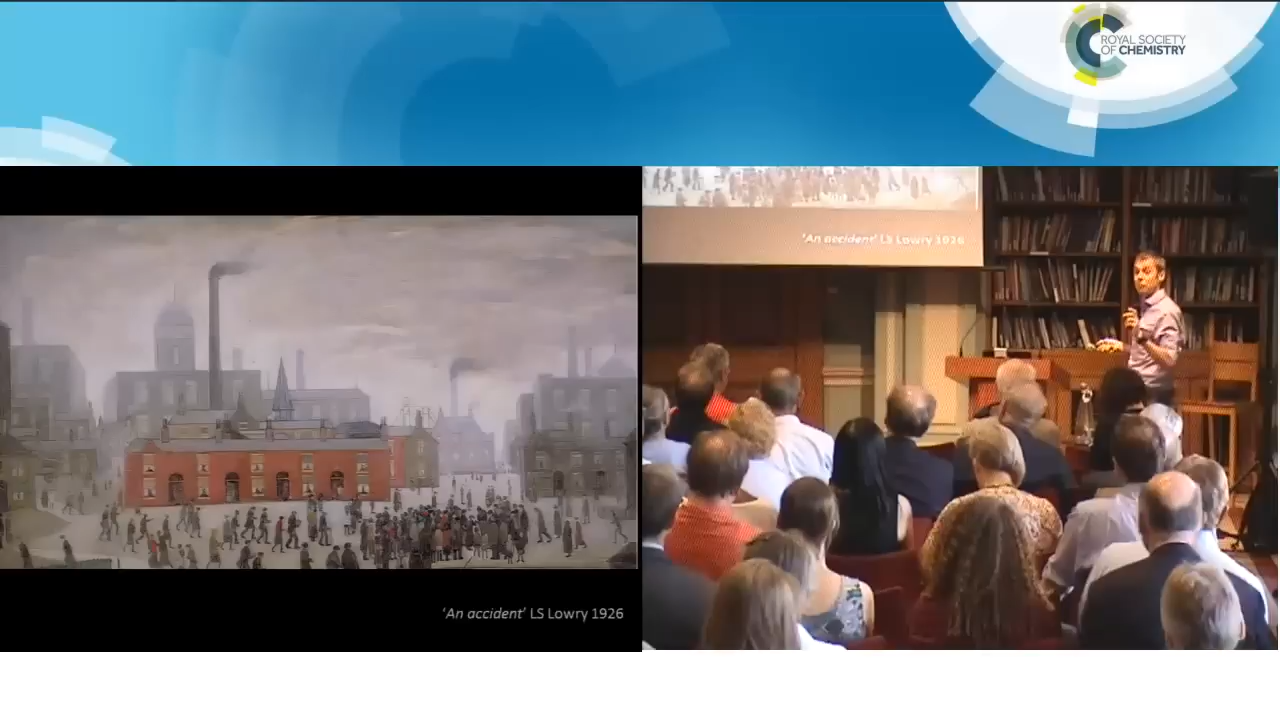 ROYAL SOCIETY
OF CHEMISTRY
'An accident' LS Lowry 1926
'An accident' LS Lowry 1926